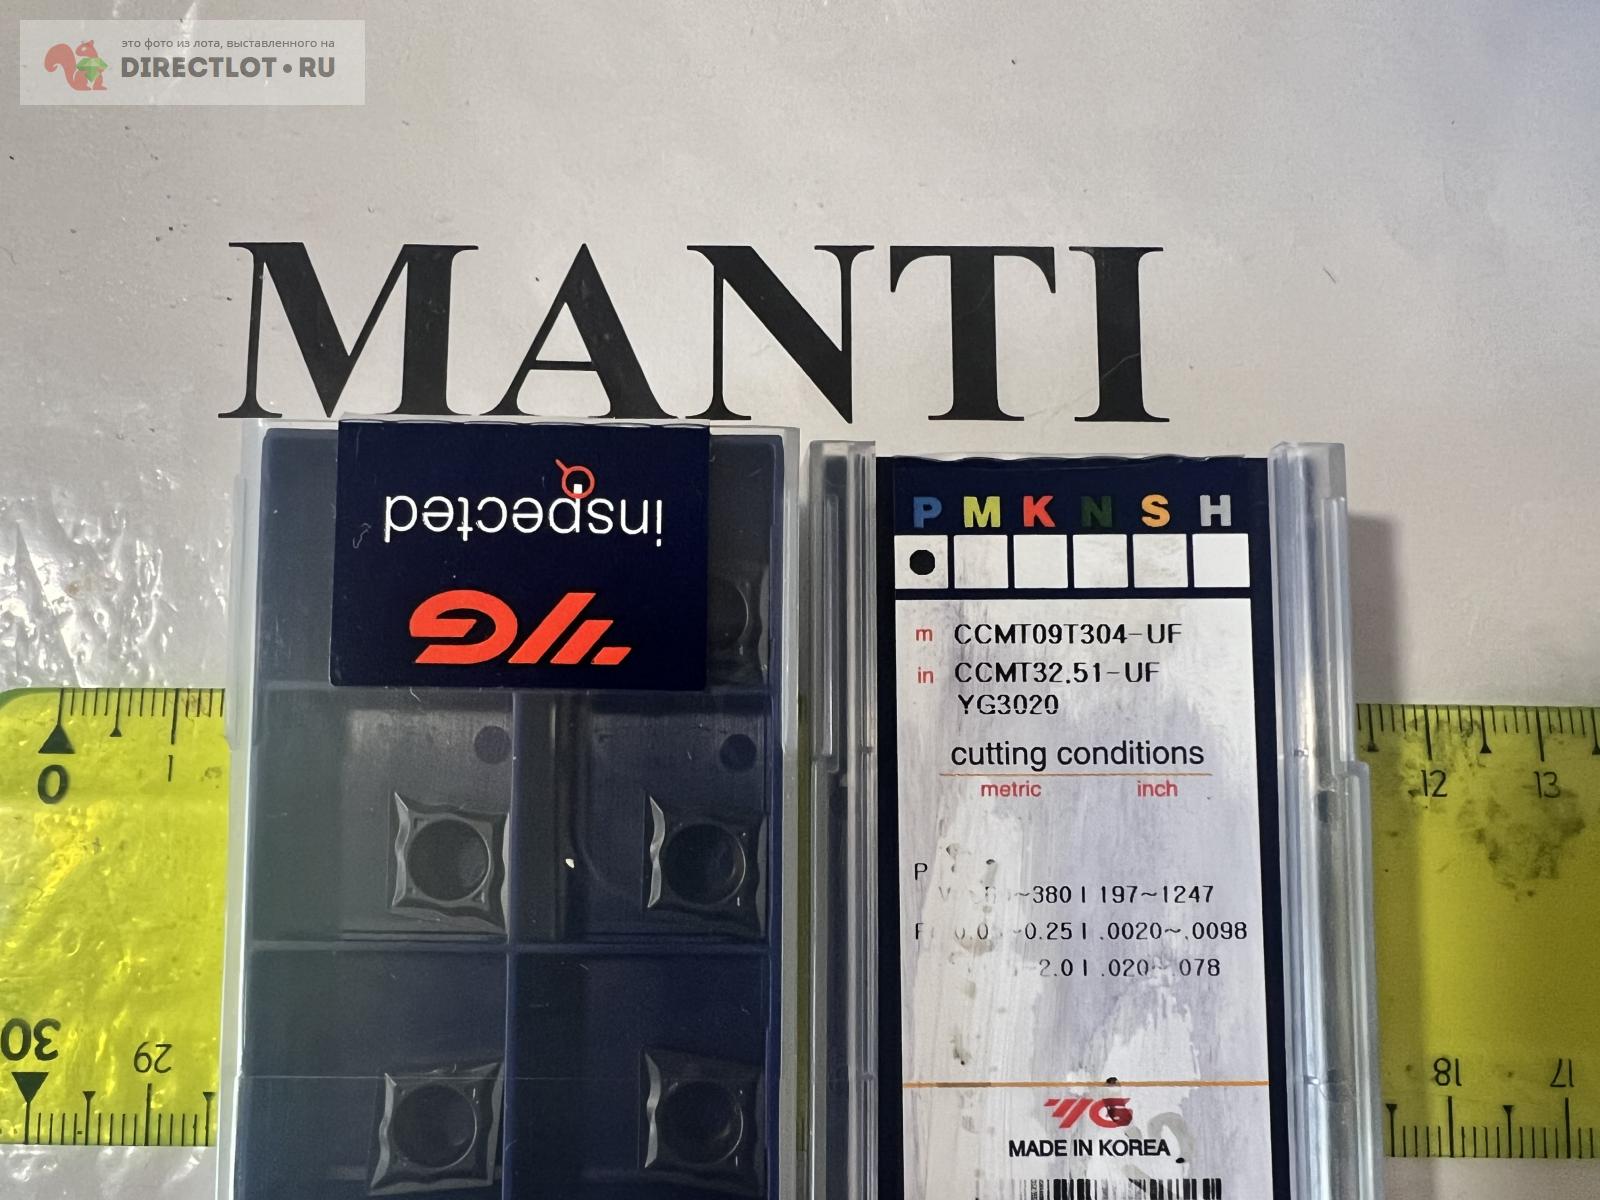 это фото из лота, выставленного на
DIRECTLOT•RU
MANTI
inspected
YG
P M K N S H
m CCMT09T304-UF
in CCMT32.51-UF
YG3020
cutting conditions
metric inch
P
~380 | 197~1247
~0.25 | .0020~.0098
2.0 | .020~.078
YG
MADE IN KOREA
0 1
12 13
30 29
18 17